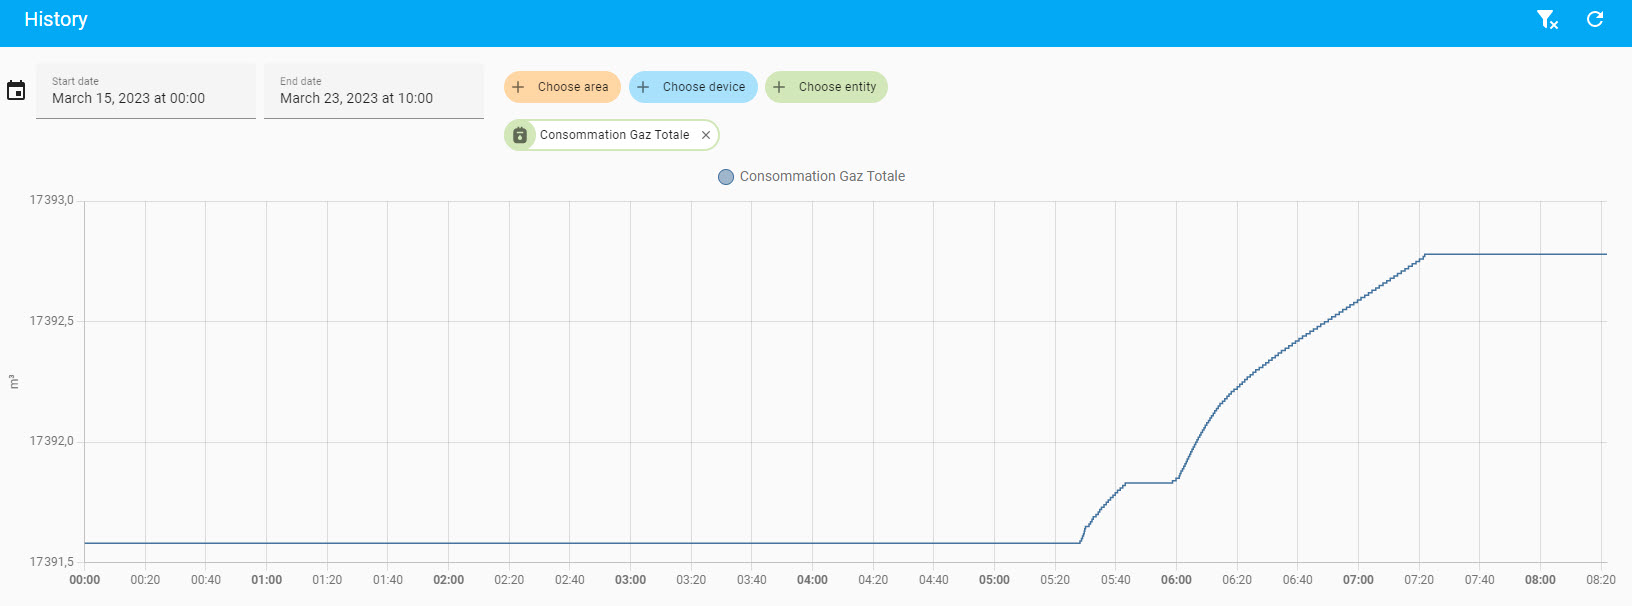 History
Start date
March 15, 2023 at 00:00
End date
March 23, 2023 at 10:00
Choose area
Choose device
Choose entity
Consommation Gaz Totale
Consommation Gaz Totale
17393,0
17392,5
m³
17392,0
17391,5
00:00 00:20 00:40 01:00 01:20 01:40 02:00 02:20 02:40 03:00 03:20 03:40 04:00 04:20 04:40 05:00 05:20 05:40 06:00 06:20 06:40 07:00 07:20 07:40 08:00 08:20